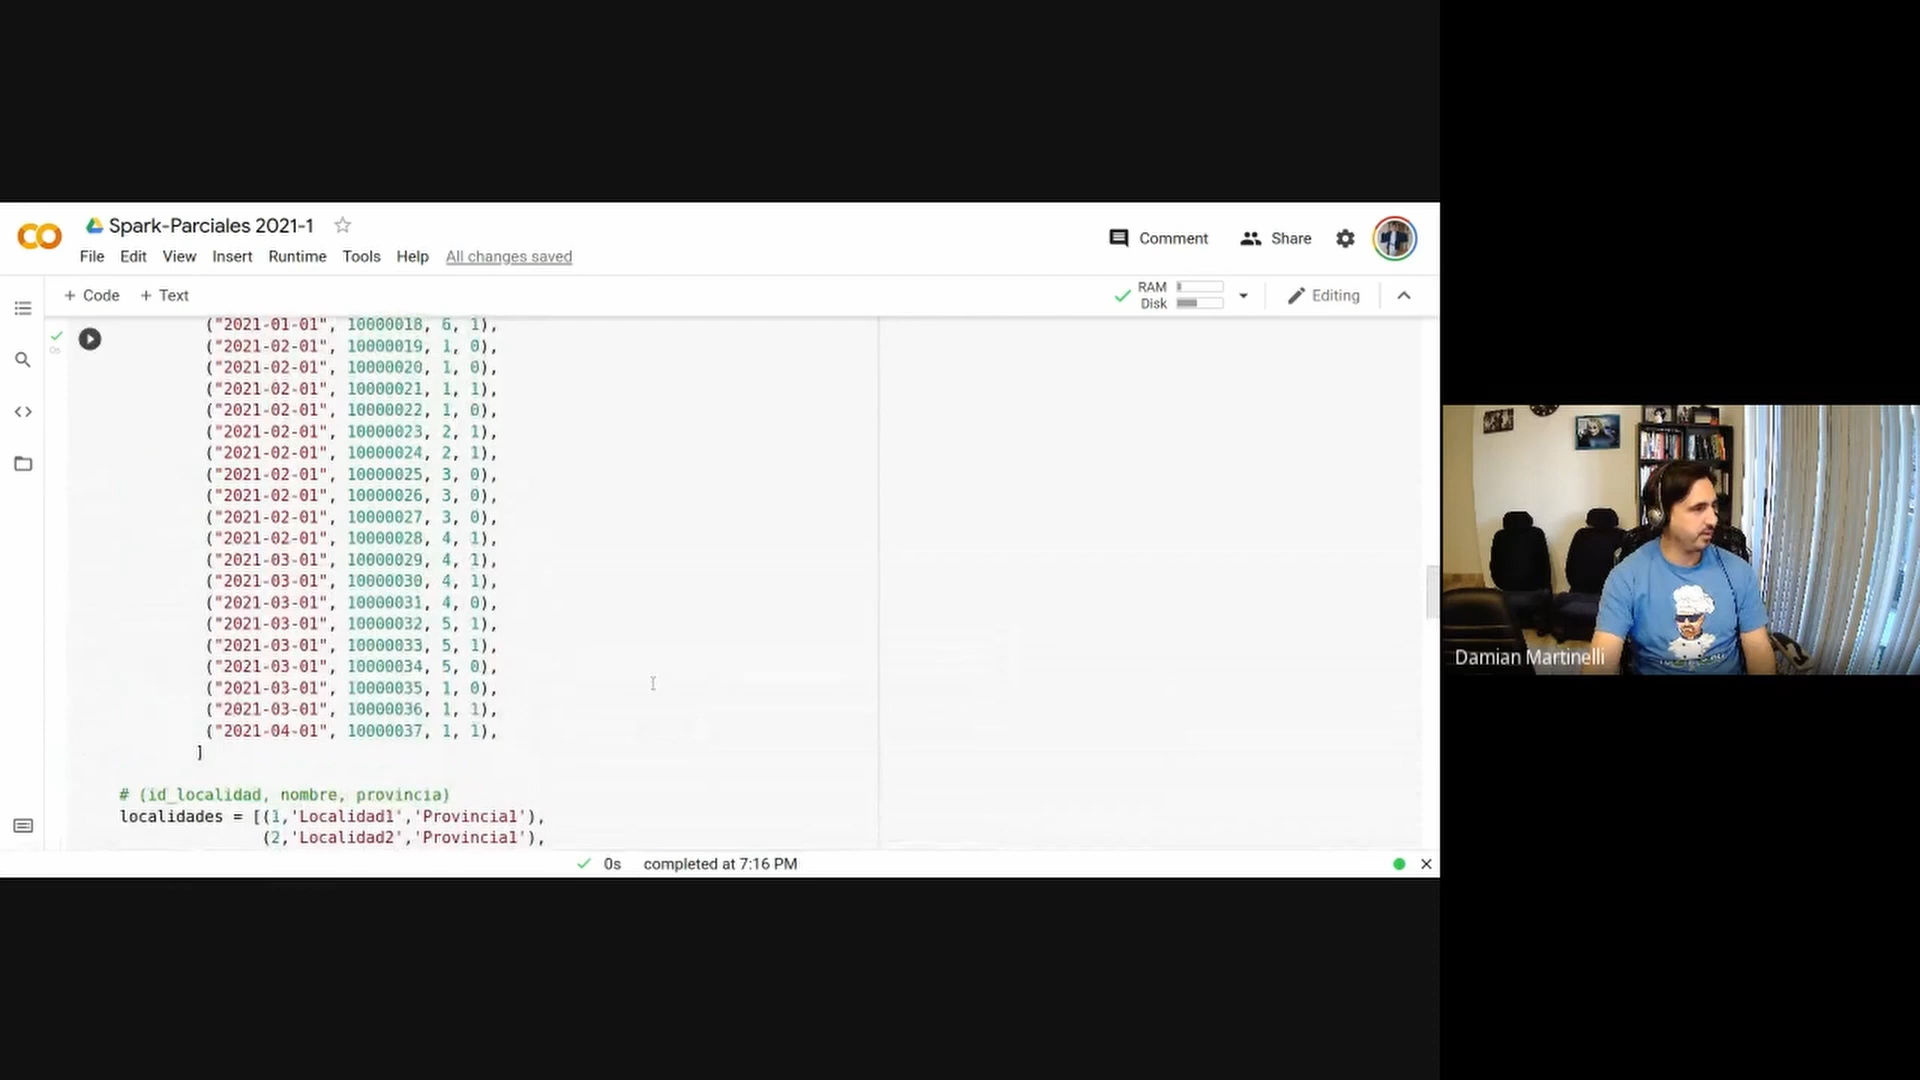 Spark-Parciales 2021-1
File Edit View Insert Runtime Tools Help All changes saved
Comment Share
+ Code + Text
RAM
Disk
Editing
0s
("2021-01-01", 10000018, 6, 1),
("2021-02-01", 10000019, 1, 0),
("2021-02-01", 10000020, 1, 0),
("2021-02-01", 10000021, 1, 1),
("2021-02-01", 10000022, 1, 0),
("2021-02-01", 10000023, 2, 1),
("2021-02-01", 10000024, 2, 1),
("2021-02-01", 10000025, 3, 0),
("2021-02-01", 10000026, 3, 0),
("2021-02-01", 10000027, 3, 0),
("2021-02-01", 10000028, 4, 1),
("2021-03-01", 10000029, 4, 1),
("2021-03-01", 10000030, 4, 1),
("2021-03-01", 10000031, 4, 0),
("2021-03-01", 10000032, 5, 1),
("2021-03-01", 10000033, 5, 1),
("2021-03-01", 10000034, 5, 0),
("2021-03-01", 10000035, 1, 0),
("2021-03-01", 10000036, 1, 1),
("2021-04-01", 10000037, 1, 1),
]
# (id_localidad, nombre, provincia)
localidades = [(1,'Localidad1','Provincia1'),
(2,'Localidad2','Provincia1'),
0s completed at 7:16 PM
Damian Martinelli